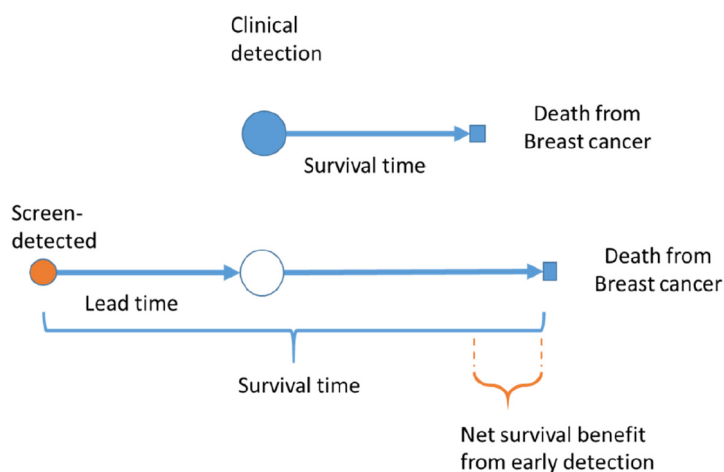 Clinical
detection
Death from
Breast cancer
Survival time
Screen-
detected
Death from
Breast cancer
Lead time
Survival time
Net survival benefit
from early detection